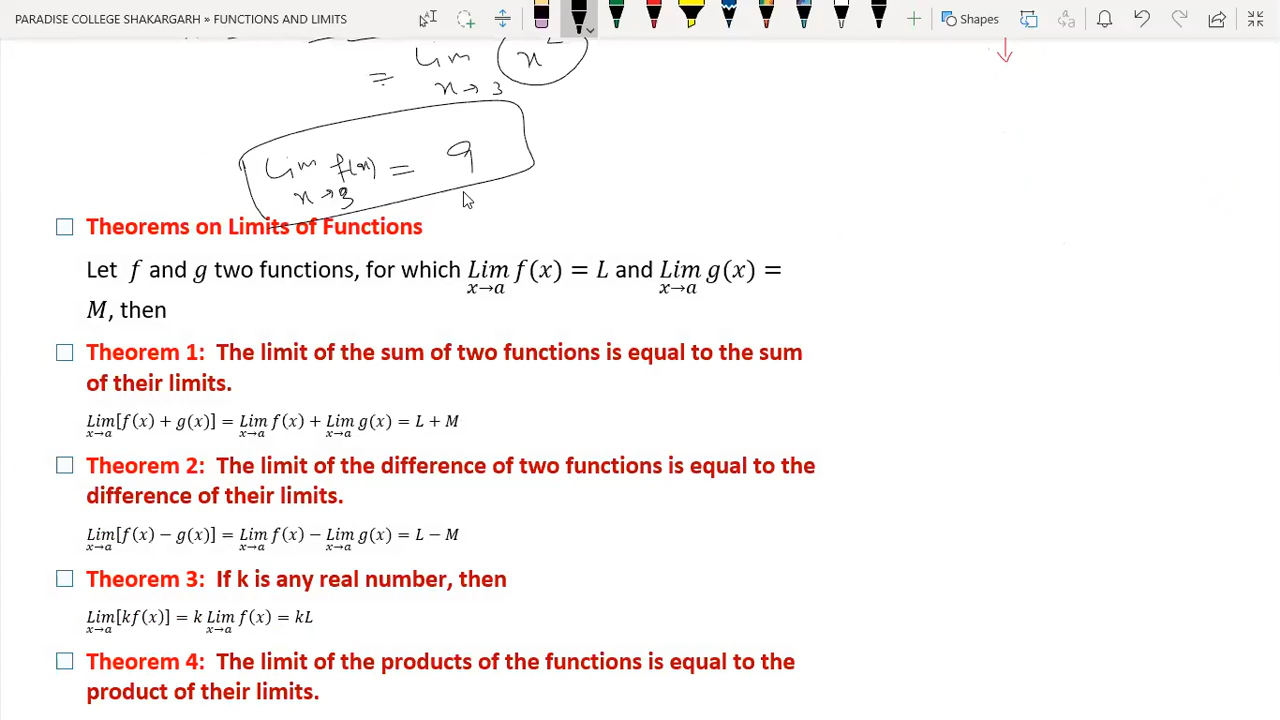 PARADISE COLLEGE SHAKARGARH » FUNCTIONS AND LIMITS
Shapes
= Lim x²
x→3
Lim f(x) = 9
x→3
Theorems on Limits of Functions
Let f and g two functions, for which Lim f(x) = L and Lim g(x) =
x→a x→a
M, then
Theorem 1: The limit of the sum of two functions is equal to the sum
of their limits.
Lim[f(x) + g(x)] = Lim f(x) + Lim g(x) = L + M
x→a x→a x→a
Theorem 2: The limit of the difference of two functions is equal to the
difference of their limits.
Lim[f(x) − g(x)] = Lim f(x) − Lim g(x) = L − M
x→a x→a x→a
Theorem 3: If k is any real number, then
Lim[kf(x)] = k Lim f(x) = kL
x→a x→a
Theorem 4: The limit of the products of the functions is equal to the
product of their limits.